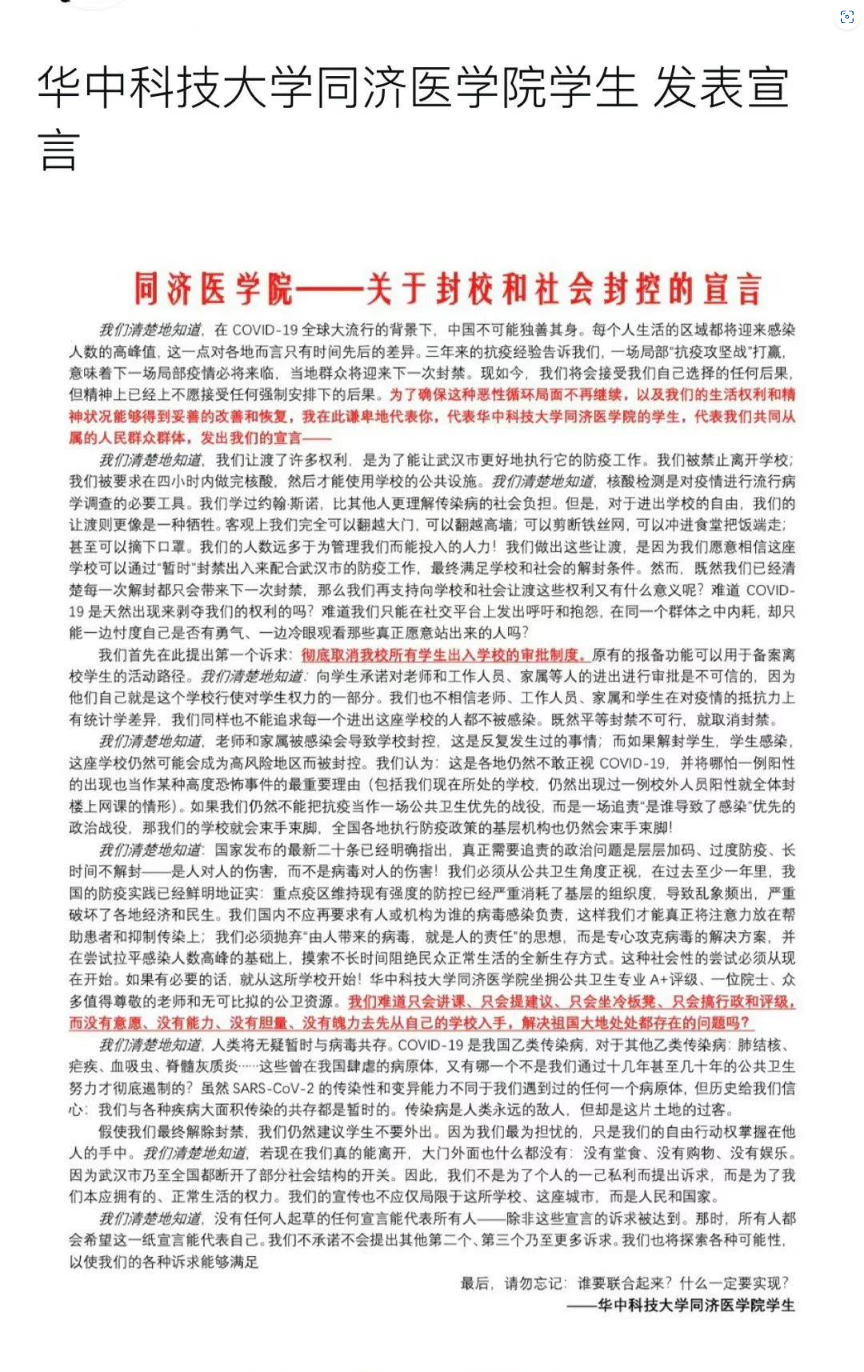 华中科技大学同济医学院学生 发表宣
言
同济医学院——关于封校和社会封控的宣言
我们清楚地知道，在 COVID-19 全球大流行的背景下，中国不可能独善其身。每个人生活的区域都将迎来感染
人数的高峰值，这一点对各地而言只有时间先后的差异。三年来的抗疫经验告诉我们，一场局部“抗疫攻坚战”打赢，
意味着下一场局部疫情必将来临，当地群众将迎来下一次封禁。现如今，我们将会接受我们自己选择的任何后果，
但精神上已经上不愿接受任何强制安排下的后果。为了确保这种恶性循环局面不再继续，以及我们的生活权利和精
神状况能够得到妥善的改善和恢复，我在此谦卑地代表你，代表华中科技大学同济医学院的学生，代表我们共同从
属的人民群众群体，发出我们的宣言——
我们清楚地知道，我们让渡了许多权利，是为了能让武汉市更好地执行它的防疫工作。我们被禁止离开学校；
我们被要求在四小时内做完核酸，然后才能使用学校的公共设施。我们清楚地知道，核酸检测是对疫情进行流行病
学调查的必要工具。我们学过约翰·斯诺，比其他人更理解传染病的社会负担。但是，对于进出学校的自由，我们的
让渡则更像是一种牺牲。客观上我们完全可以翻越大门，可以翻越高墙；可以剪断铁丝网，可以冲进食堂把饭端走；
甚至可以摘下口罩。我们的人数远多于为管理我们而能投入的人力！我们做出这些让渡，是因为我们愿意相信这座
学校可以通过“暂时”封禁出入来配合武汉市的防疫工作，最终满足学校和社会的解封条件。然而，既然我们已经清
楚每一次解封都只会带来下一次封禁，那么我们再支持向学校和社会让渡这些权利又有什么意义呢？难道 COVID-
19 是天然出现来剥夺我们的权利的吗？难道我们只能在社交平台上发出呼吁和抱怨，在同一个群体之中内耗，却只
能一边忖度自己是否有勇气、一边冷眼观看那些真正愿意站出来的人吗？
我们首先在此提出第一个诉求：彻底取消我校所有学生出入学校的审批制度。原有的报备功能可以用于备案离
校学生的活动路径。我们清楚地知道：向学生承诺对老师和工作人员、家属等人的进出进行审批是不可信的，因为
他们自己就是这个学校行使对学生权力的一部分。我们也不相信老师、工作人员、家属和学生在对疫情的抵抗力上
有统计学差异，我们同样也不能追求每一个进出这座学校的人都不被感染。既然平等封禁不可行，就取消封禁。
我们清楚地知道，老师和家属被感染会导致学校封控，这是反复发生过的事情；而如果解封学生，学生感染，
这座学校仍然可能会成为高风险地区而被封控。我们认为：这是各地仍然不敢正视 COVID-19，并将哪怕一例阳性
的出现也当作某种高度恐怖事件的最重要理由（包括我们现在所处的学校，仍然出现过一例校外人员阳性就全体封
楼上网课的情形）。如果我们仍然不能把抗疫当作一场公共卫生优先的战役，而是一场追责“是谁导致了感染”优先的
政治战役，那我们的学校就会束手束脚，全国各地执行防疫政策的基层机构也仍然会束手束脚！
我们清楚地知道：国家发布的最新二十条已经明确指出，真正需要追责的政治问题是层层加码、过度防疫、长
时间不解封——是人对人的伤害，而不是病毒对人的伤害！我们必须从公共卫生角度正视，在过去至少一年里，我
国的防疫实践已经鲜明地证实：重点疫区维持现有强度的防控已经严重消耗了基层的组织度，导致乱象频出，严重
破坏了各地经济和民生。我们国内不应再要求有人或机构为谁的病毒感染负责，这样我们才能真正将注意力放在帮
助患者和抑制传染上；我们必须抛弃“由人带来的病毒，就是人的责任”的思想，而是专心攻克病毒的解决方案，并
在尝试拉平感染人数高峰的基础上，摸索不长时间阻绝民众正常生活的全新生存方式。这种社会性的尝试必须从现
在开始。如果有必要的话，就从这所学校开始！华中科技大学同济医学院坐拥公共卫生专业 A+评级、一位院士、众
多值得尊敬的老师和无可比拟的公卫资源。我们难道只会讲课、只会提建议、只会坐冷板凳、只会搞行政和评级，
而没有意愿、没有能力、没有胆量、没有魄力去先从自己的学校入手，解决祖国大地处处都存在的问题吗？
我们清楚地知道，人类将无疑暂时与病毒共存。COVID-19 是我国乙类传染病，对于其他乙类传染病：肺结核、
疟疾、血吸虫、脊髓灰质炎……这些曾在我国肆虐的病原体，又有哪一个不是我们通过十几年甚至几十年的公共卫生
努力才彻底遏制的？虽然 SARS-CoV-2 的传染性和变异能力不同于我们遇到过的任何一个病原体，但历史给我们信
心：我们与各种疾病大面积传染的共存都是暂时的。传染病是人类永远的敌人，但却是这片土地的过客。
假使我们最终解除封禁，我们仍然建议学生不要外出。因为我们最为担忧的，只是我们的自由行动权掌握在他
人的手中。我们清楚地知道，若现在我们真的能离开，大门外面也什么都没有：没有堂食、没有购物、没有娱乐。
因为武汉市乃至全国都断开了部分社会结构的开关。因此，我们不是为了个人的一己私利而提出诉求，而是为了我
们本应拥有的、正常生活的权力。我们的宣传也不应仅局限于这所学校、这座城市，而是人民和国家。
我们清楚地知道，没有任何人起草的任何宣言能代表所有人——除非这些宣言的诉求被达到。那时，所有人都
会希望这一纸宣言能代表自己。我们不承诺不会提出其他第二个、第三个乃至更多诉求。我们也将探索各种可能性，
以使我们的各种诉求能够满足
最后，请勿忘记：谁要联合起来？什么一定要实现？
——华中科技大学同济医学院学生